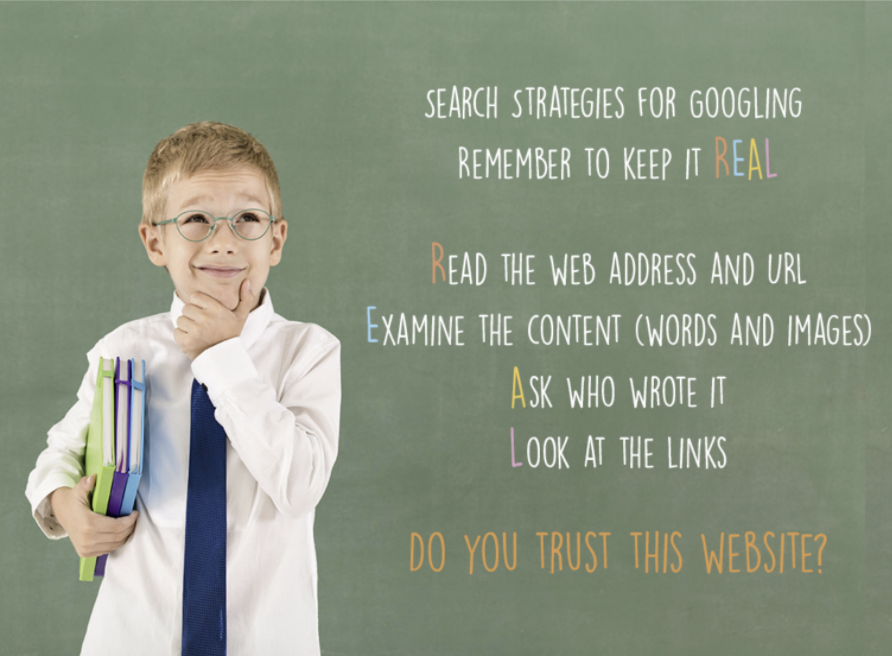 SEARCH STRATEGIES FOR GOOGLING
REMEMBER TO KEEP IT REAL
READ THE WEB ADDRESS AND URL
EXAMINE THE CONTENT (WORDS AND IMAGES)
ASK WHO WROTE IT
LOOK AT THE LINKS
DO YOU TRUST THIS WEBSITE?